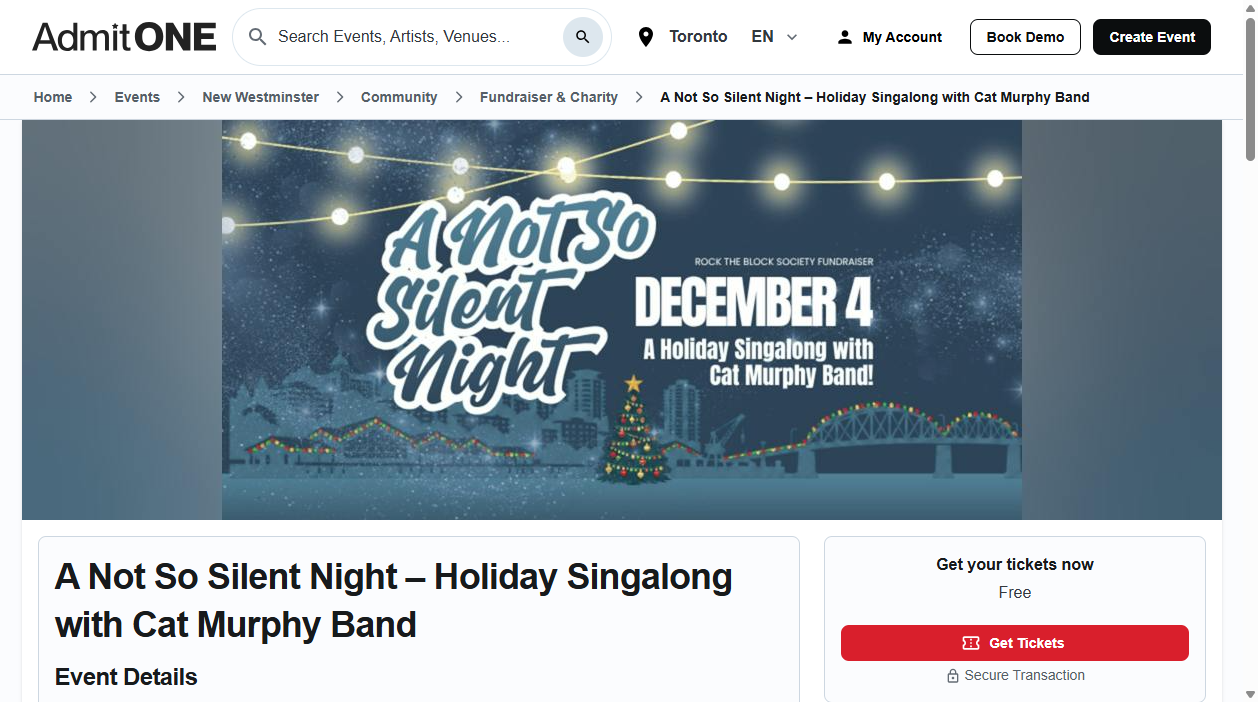 AdmitONE
Search Events, Artists, Venues...
Toronto
EN
My Account
Book Demo
Create Event
Home
Events
New Westminster
Community
Fundraiser & Charity
A Not So Silent Night – Holiday Singalong with Cat Murphy Band
A Not So
Silent
Night
ROCK THE BLOCK SOCIETY FUNDRAISER
DECEMBER 4
A Holiday Singalong with
Cat Murphy Band!
A Not So Silent Night – Holiday Singalong
with Cat Murphy Band
Event Details
Get your tickets now
Free
Get Tickets
Secure Transaction